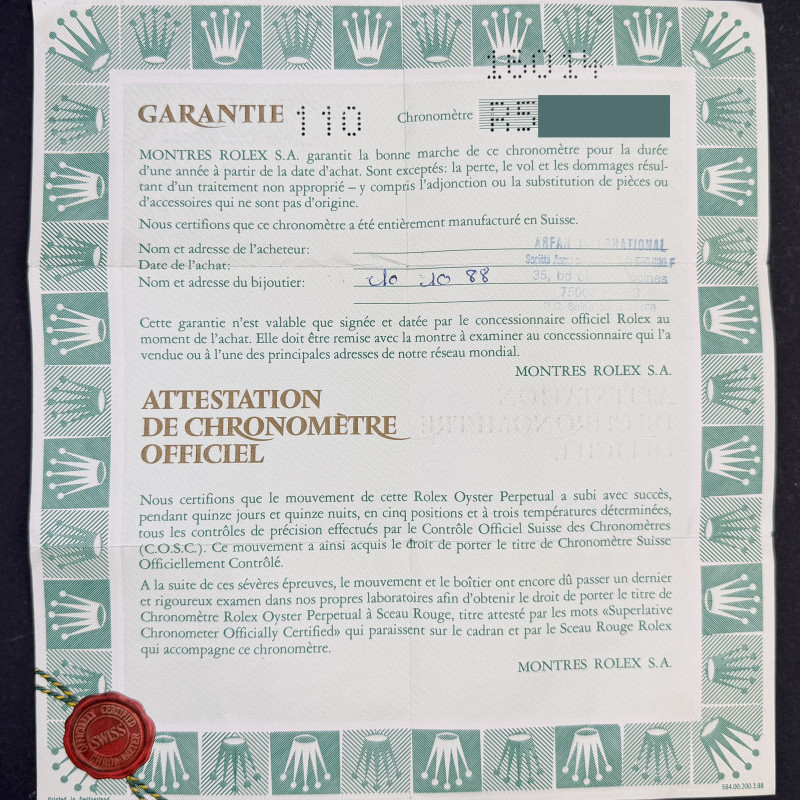 16014
GARANTIE 110 Chronomètre R5
MONTRES ROLEX S.A. garantit la bonne marche de ce chronomètre pour la durée
d'une année à partir de la date d'achat. Sont exceptés: la perte, le vol et les dommages résul-
tant d'un traitement non approprié – y compris l'adjonction ou la substitution de pièces ou
d'accessoires qui ne sont pas d'origine.
Nous certifions que ce chronomètre a été entièrement manufacturé en Suisse.
Nom et adresse de l'acheteur:
Date de l'achat:
Nom et adresse du bijoutier:
10 10 88
Société
35, bd
Cette garantie n'est valable que signée et datée par le concessionnaire officiel Rolex au
moment de l'achat. Elle doit être remise avec la montre à examiner au concessionnaire qui l'a
vendue ou à l'une des principales adresses de notre réseau mondial.
MONTRES ROLEX S.A.
ATTESTATION
DE CHRONOMÈTRE
OFFICIEL
Nous certifions que le mouvement de cette Rolex Oyster Perpetual a subi avec succès,
pendant quinze jours et quinze nuits, en cinq positions et à trois températures déterminées,
tous les contrôles de précision effectués par le Contrôle Officiel Suisse des Chronomètres
(C.O.S.C.). Ce mouvement a ainsi acquis le droit de porter le titre de Chronomètre Suisse
Officiellement Contrôlé.
A la suite de ces sévères épreuves, le mouvement et le boîtier ont encore dû passer un dernier
et rigoureux examen dans nos propres laboratoires afin d'obtenir le droit de porter le titre de
Chronomètre Rolex Oyster Perpetual à Sceau Rouge, titre attesté par les mots «Superlative
Chronometer Officially Certified» qui paraissent sur le cadran et par le Sceau Rouge Rolex
qui accompagne ce chronomètre.
MONTRES ROLEX S.A.
OFFICIALLY CERTIFIED
SWISS
CHRONOMETER
Printed in Switzerland
564.00.200.3.88